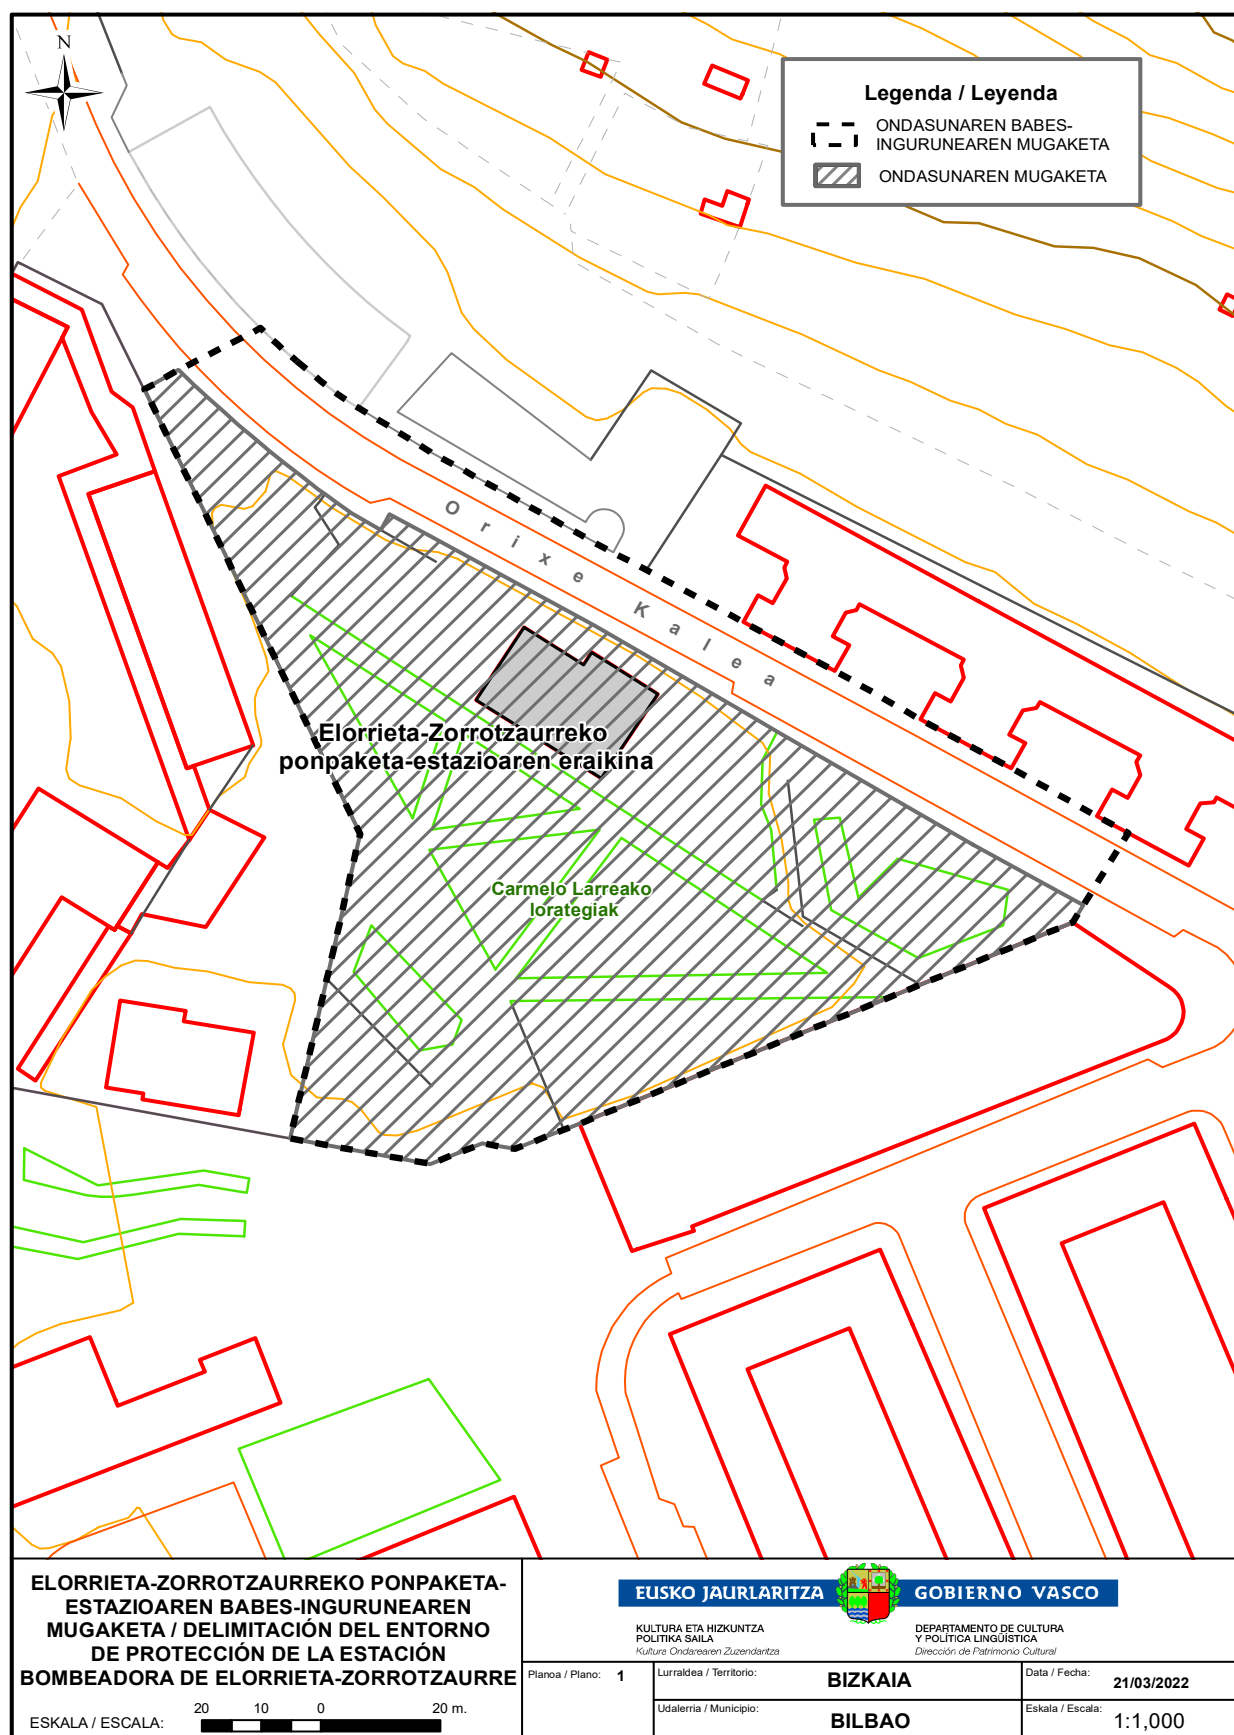 N
Legenda / Leyenda
ONDASUNAREN BABES-
INGURUNEAREN MUGAKETA
ONDASUNAREN MUGAKETA
Orixe Kalea
Elorrieta-Zorrotzaurreko
ponpaketa-estazioaren eraikina
Carmelo Larreako
lorategiak
ELORRIETA-ZORROTZAURREKO PONPAKETA-
ESTAZIOAREN BABES-INGURUNEAREN
MUGAKETA / DELIMITACIÓN DEL ENTORNO
DE PROTECCIÓN DE LA ESTACIÓN
BOMBEADORA DE ELORRIETA-ZORROTZAURRE
ESKALA / ESCALA:
20 10 0 20 m.
EUSKO JAURLARITZA GOBIERNO VASCO
KULTURA ETA HIZKUNTZA
POLITIKA SAILA
Kultura Ondarearen Zuzendaritza
DEPARTAMENTO DE CULTURA
Y POLÍTICA LINGÜÍSTICA
Dirección de Patrimonio Cultural
Planoa / Plano: 1
Lurraldea / Territorio: BIZKAIA
Data / Fecha: 21/03/2022
Udalerria / Municipio: BILBAO
Eskala / Escala: 1:1,000